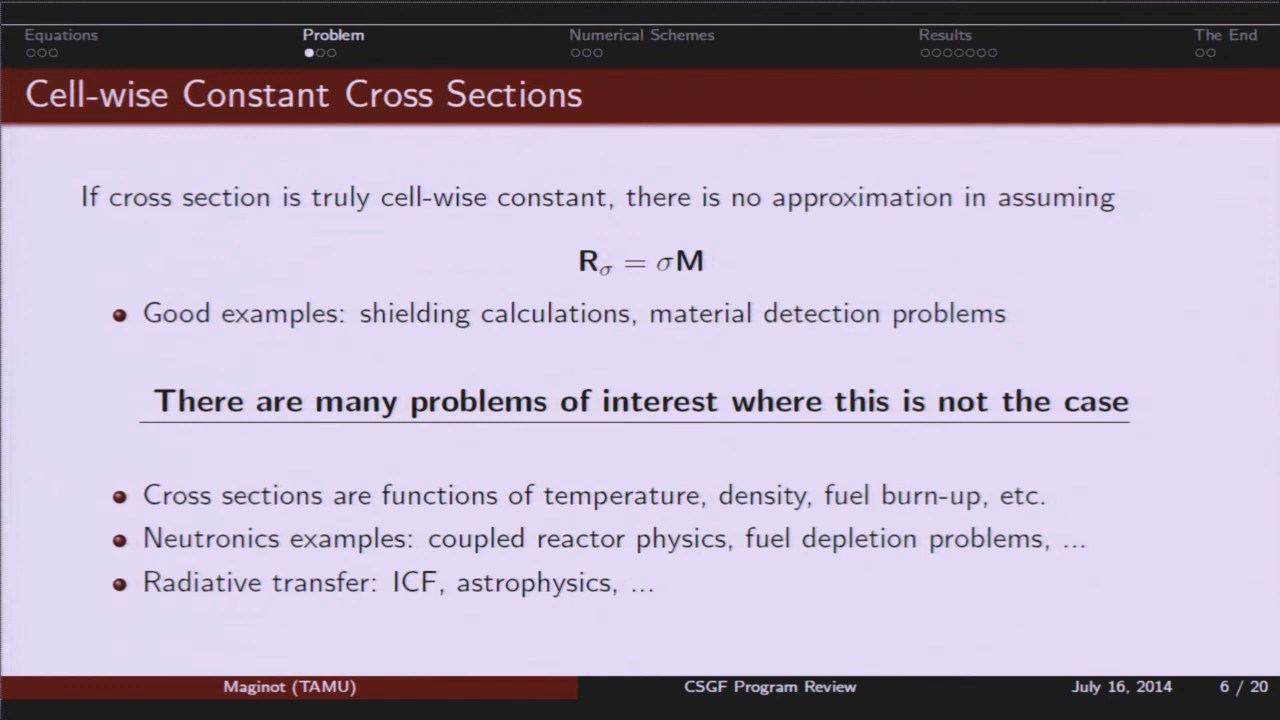 Equations Problem Numerical Schemes Results The End
Cell-wise Constant Cross Sections
If cross section is truly cell-wise constant, there is no approximation in assuming
R_σ = σM
Good examples: shielding calculations, material detection problems
There are many problems of interest where this is not the case
Cross sections are functions of temperature, density, fuel burn-up, etc.
Neutronics examples: coupled reactor physics, fuel depletion problems, ...
Radiative transfer: ICF, astrophysics, ...
Maginot (TAMU) CSGF Program Review July 16, 2014 6 / 20